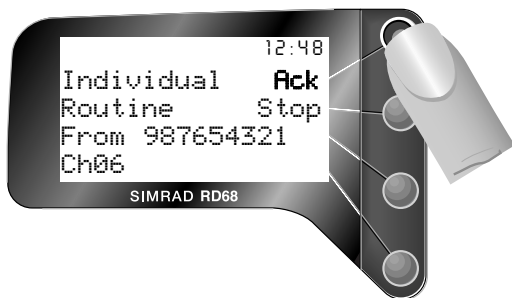 12:48
Individual Ack
Routine Stop
From 987654321
Ch06
SIMRAD RD68